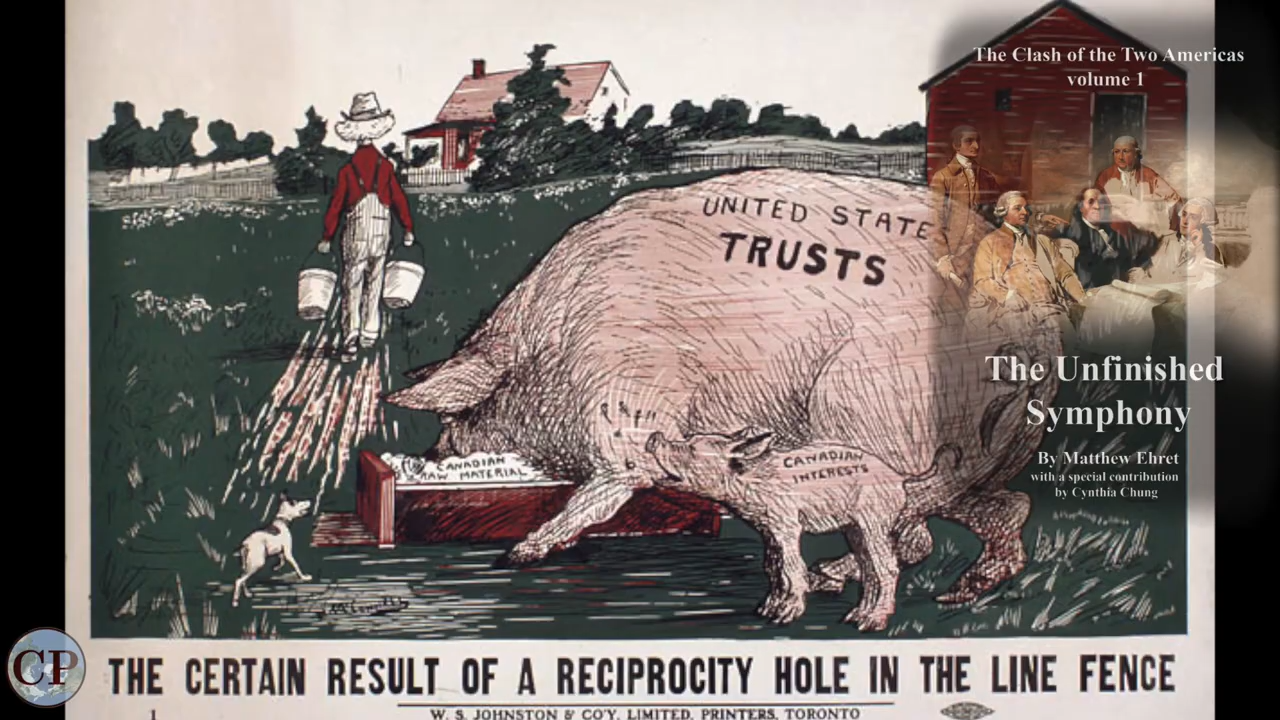 The Clash of the Two Americas
volume 1
UNITED STATE
TRUSTS
The Unfinished
Symphony
By Matthew Ehret
with a special contribution
by Cynthia Chung
CANADIAN
RAW MATERIAL
CANADIAN
INTERESTS
CP
THE CERTAIN RESULT OF A RECIPROCITY HOLE IN THE LINE FENCE
1
W. S. JOHNSTON & CO'Y, LIMITED, PRINTERS, TORONTO